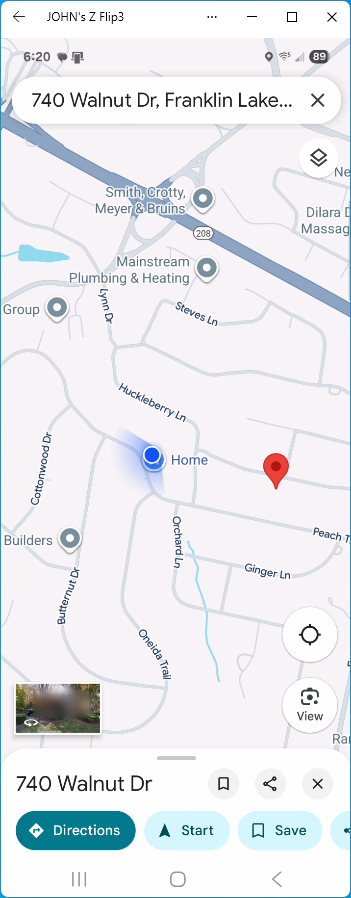 JOHN's Z Flip3
6:20
89
740 Walnut Dr, Franklin Lake...
Ne
Smith, Crotty,
Meyer & Bruins
Dilara D
Massag
208
Mainstream
Plumbing & Heating
Lynn Dr
Group
Steves Ln
Huckleberry Ln
Home
Cottonwood Dr
Orchard Ln
Peach T
Builders
Ginger Ln
Butternut Dr
Oneida Trail
View
Ra
740 Walnut Dr
Directions
Start
Save